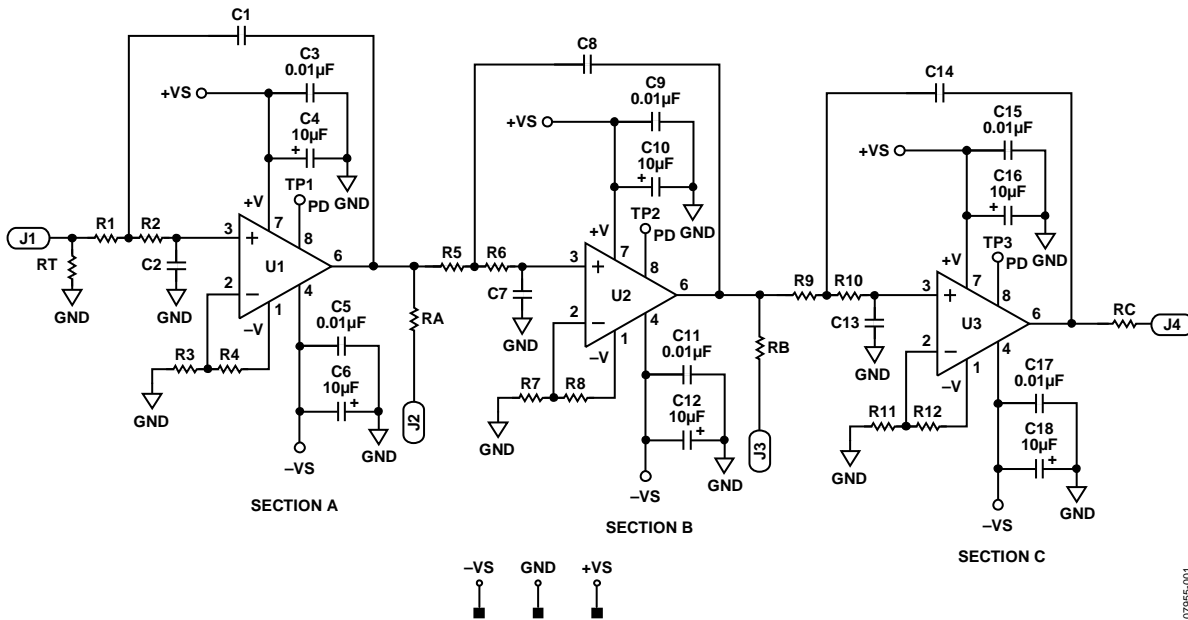 C1
C3
0.01µF
+VS
C4
10µF
+
TP1
PD
GND
+V
7
8
J1
R1
R2
3
+
U1
6
RT
C2
GND
GND
2
−
4
1
−V
R3
R4
GND
C5
0.01µF
C6
10µF
+
GND
−VS
RA
J2
SECTION A
C8
C9
0.01µF
+VS
C10
10µF
+
TP2
PD
GND
+V
7
8
R5
R6
3
+
U2
6
C7
GND
2
−
4
1
−V
R7
R8
GND
C11
0.01µF
C12
10µF
+
GND
−VS
RB
J3
SECTION B
C14
C15
0.01µF
+VS
C16
10µF
+
TP3
PD
GND
+V
7
8
R9
R10
3
+
U3
6
RC
J4
C13
GND
2
−
4
1
−V
R11
R12
GND
C17
0.01µF
C18
10µF
+
GND
−VS
SECTION C
−VS
GND
+VS
07955-001